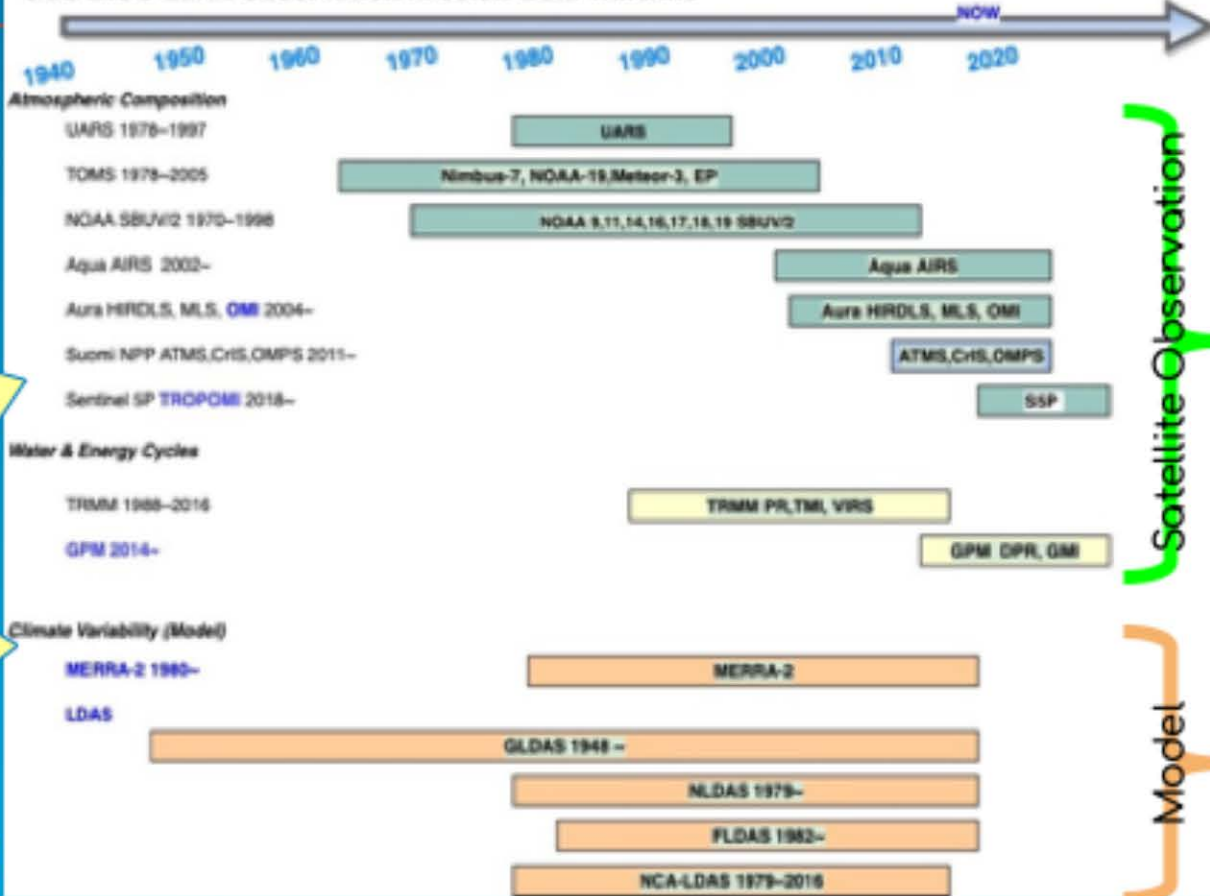 NOW
1940 1950 1960 1970 1980 1990 2000 2010 2020
Atmospheric Composition
UARS 1978–1997 UARS
TOMS 1978–2005 Nimbus-7, NOAA-19,Meteor-3, EP
NOAA SBUV/2 1970–1998 NOAA 9,11,14,16,17,18,19 SBUV/2
Aqua AIRS 2002– Aqua AIRS
Aura HIRDLS, MLS, OMI 2004– Aura HIRDLS, MLS, OMI
Suomi NPP ATMS,CrIS,OMPS 2011– ATMS,CrIS,OMPS
Sentinel 5P TROPOMI 2018– S5P
Water & Energy Cycles
TRMM 1988–2016 TRMM PR,TMI, VIRS
GPM 2014– GPM DPR, GMI
Satellite Observation
Climate Variability (Model)
MERRA-2 1980– MERRA-2
LDAS
GLDAS 1948 –
NLDAS 1979–
FLDAS 1982–
NCA-LDAS 1979–2016
Model